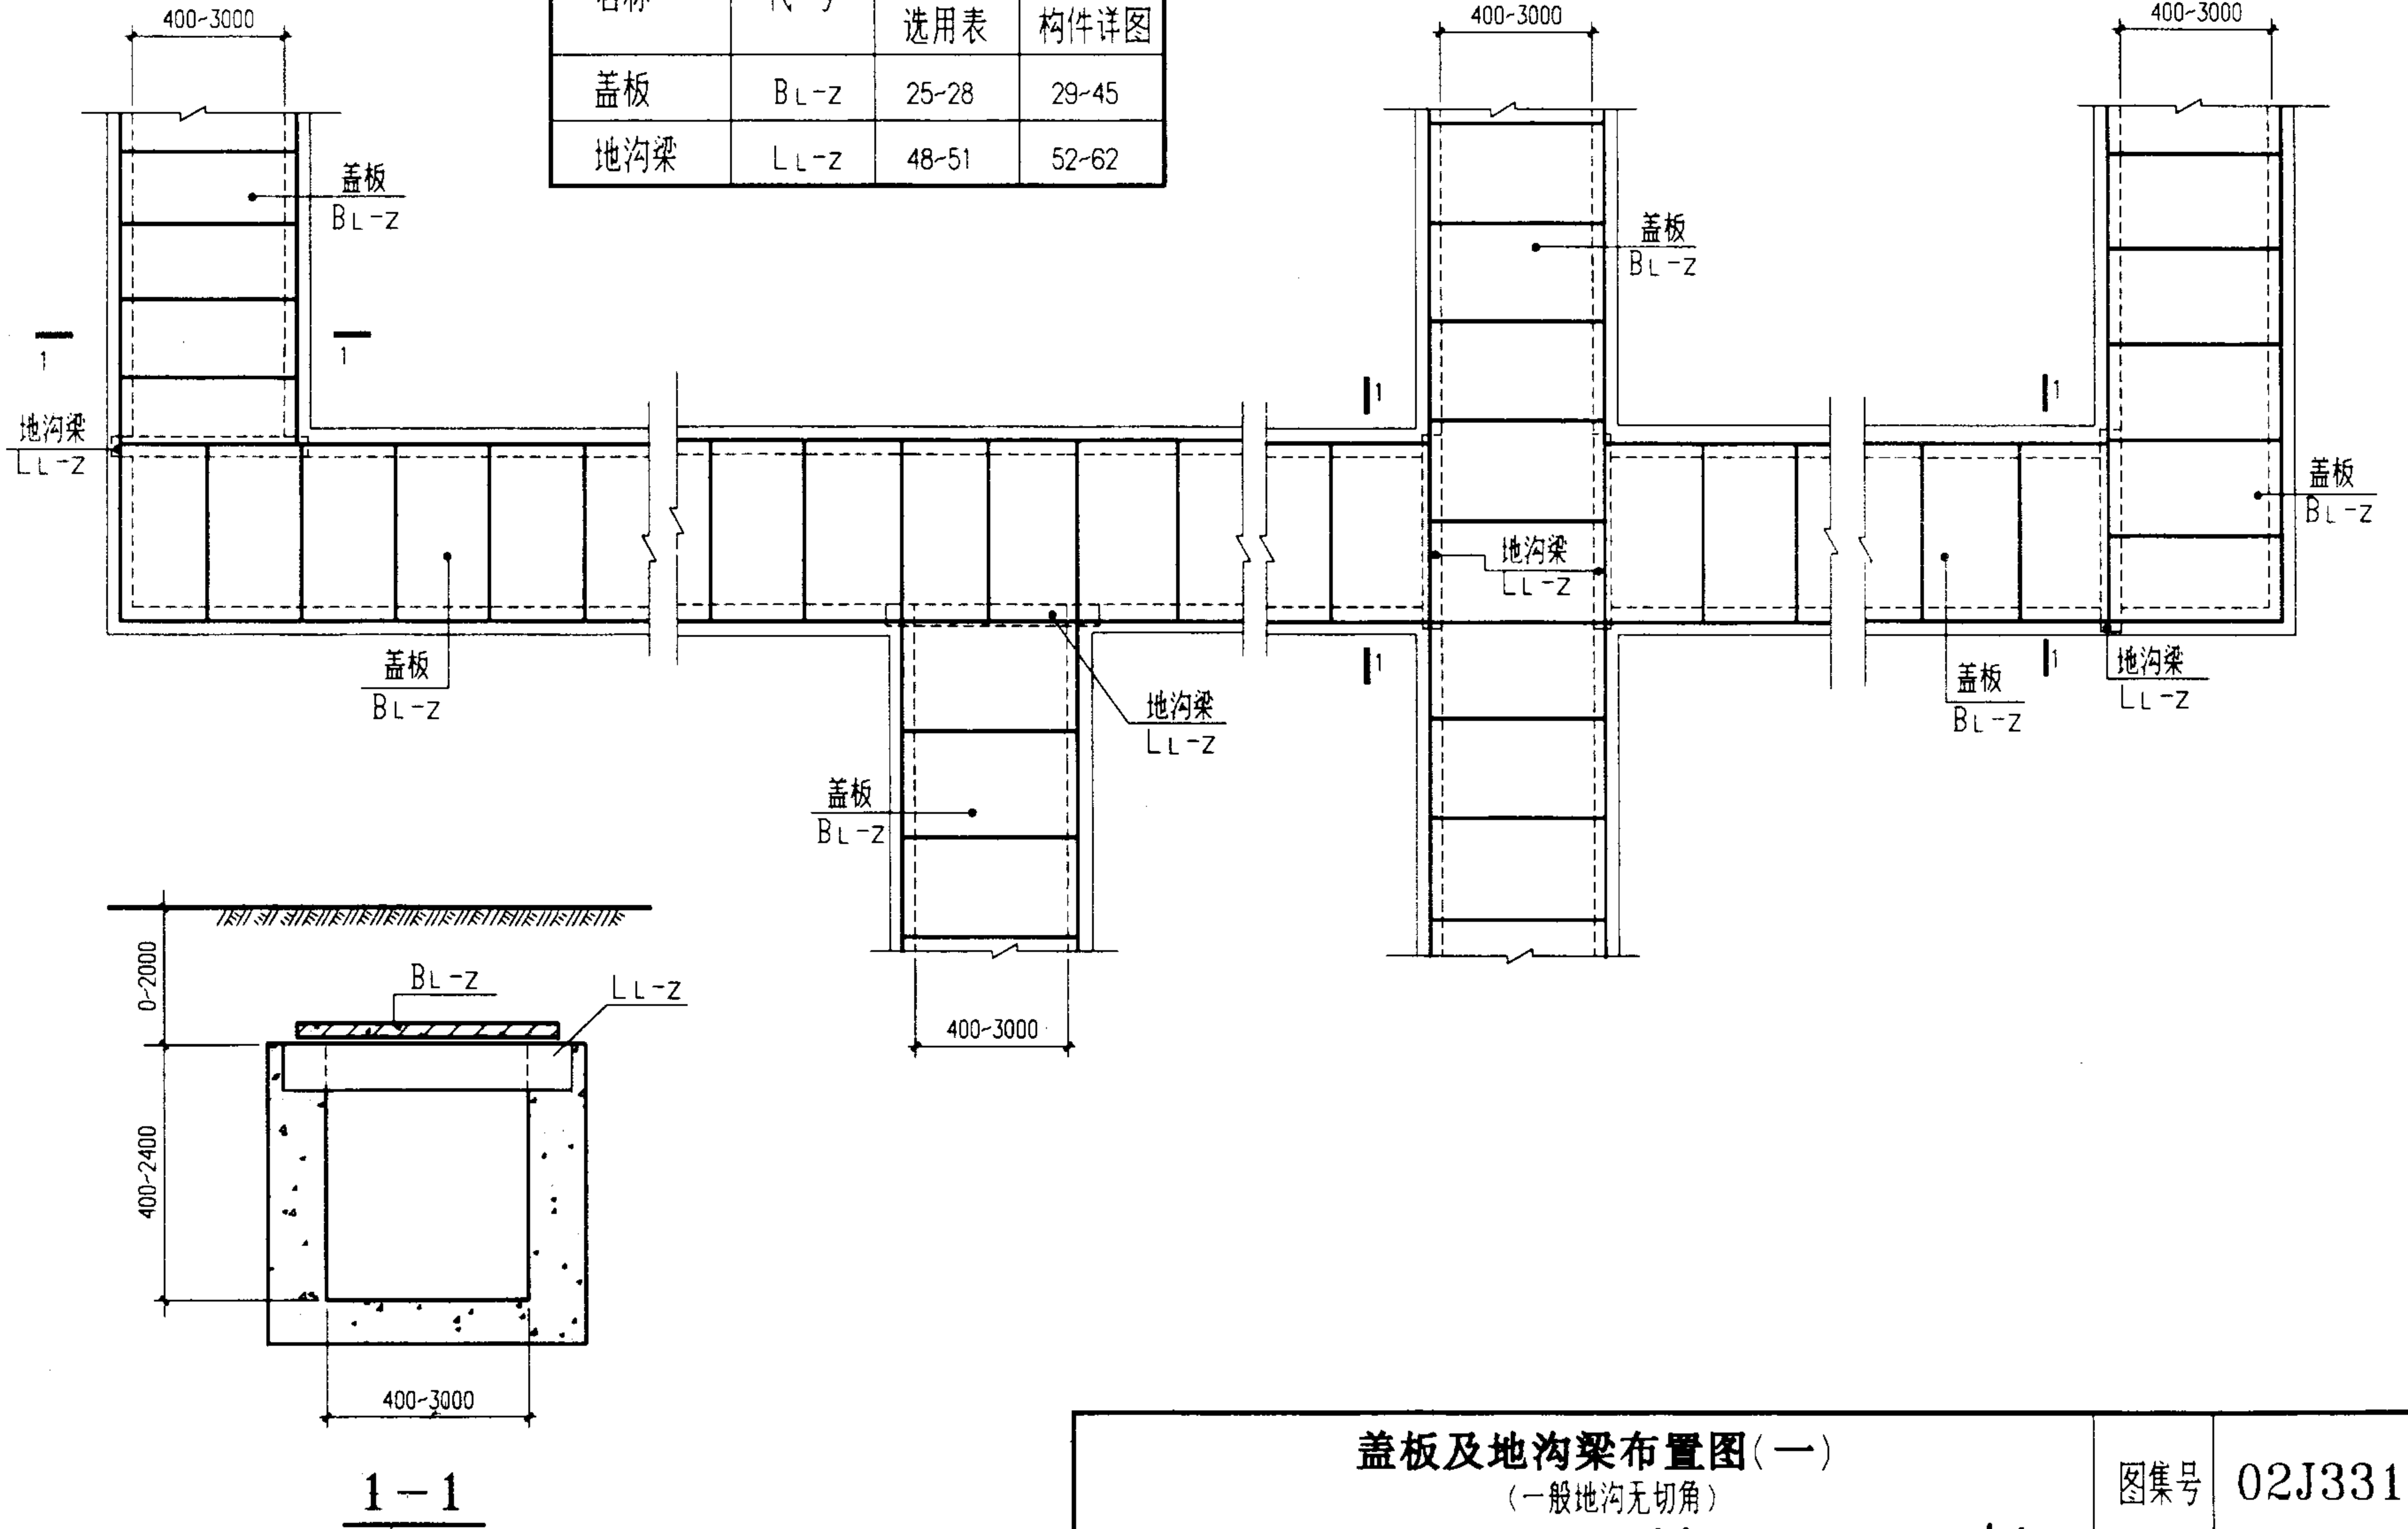 400~3000
名称
选用表
构件详图
盖板
BL-Z
25~28
29~45
地沟梁
LL-Z
48~51
52~62
400~3000
400~3000
盖板
BL-Z
盖板
BL-Z
1
1
1
1
地沟梁
LL-Z
盖板
BL-Z
地沟梁
LL-Z
盖板
BL-Z
地沟梁
LL-Z
1
1
盖板
BL-Z
地沟梁
LL-Z
盖板
BL-Z
400~3000
0~2000
BL-Z
LL-Z
400~2400
400~3000
1-1
盖板及地沟梁布置图(一)
(一般地沟无切角)
图集号
02J331